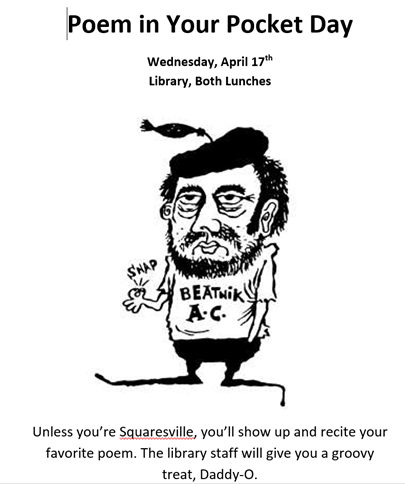 Poem in Your Pocket Day
Wednesday, April 17th
Library, Both Lunches
SNAP
BEATNIK
A.C.
Unless you’re Squaresville, you’ll show up and recite your
favorite poem. The library staff will give you a groovy
treat, Daddy-O.